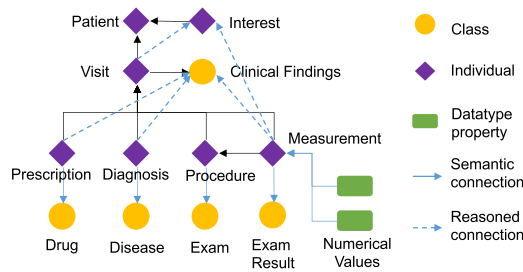 Patient
Interest
Class
Visit
Clinical Findings
Individual
Datatype
property
Measurement
Prescription
Diagnosis
Procedure
Semantic
connection
Reasoned
connection
Drug
Disease
Exam
Exam
Result
Numerical
Values